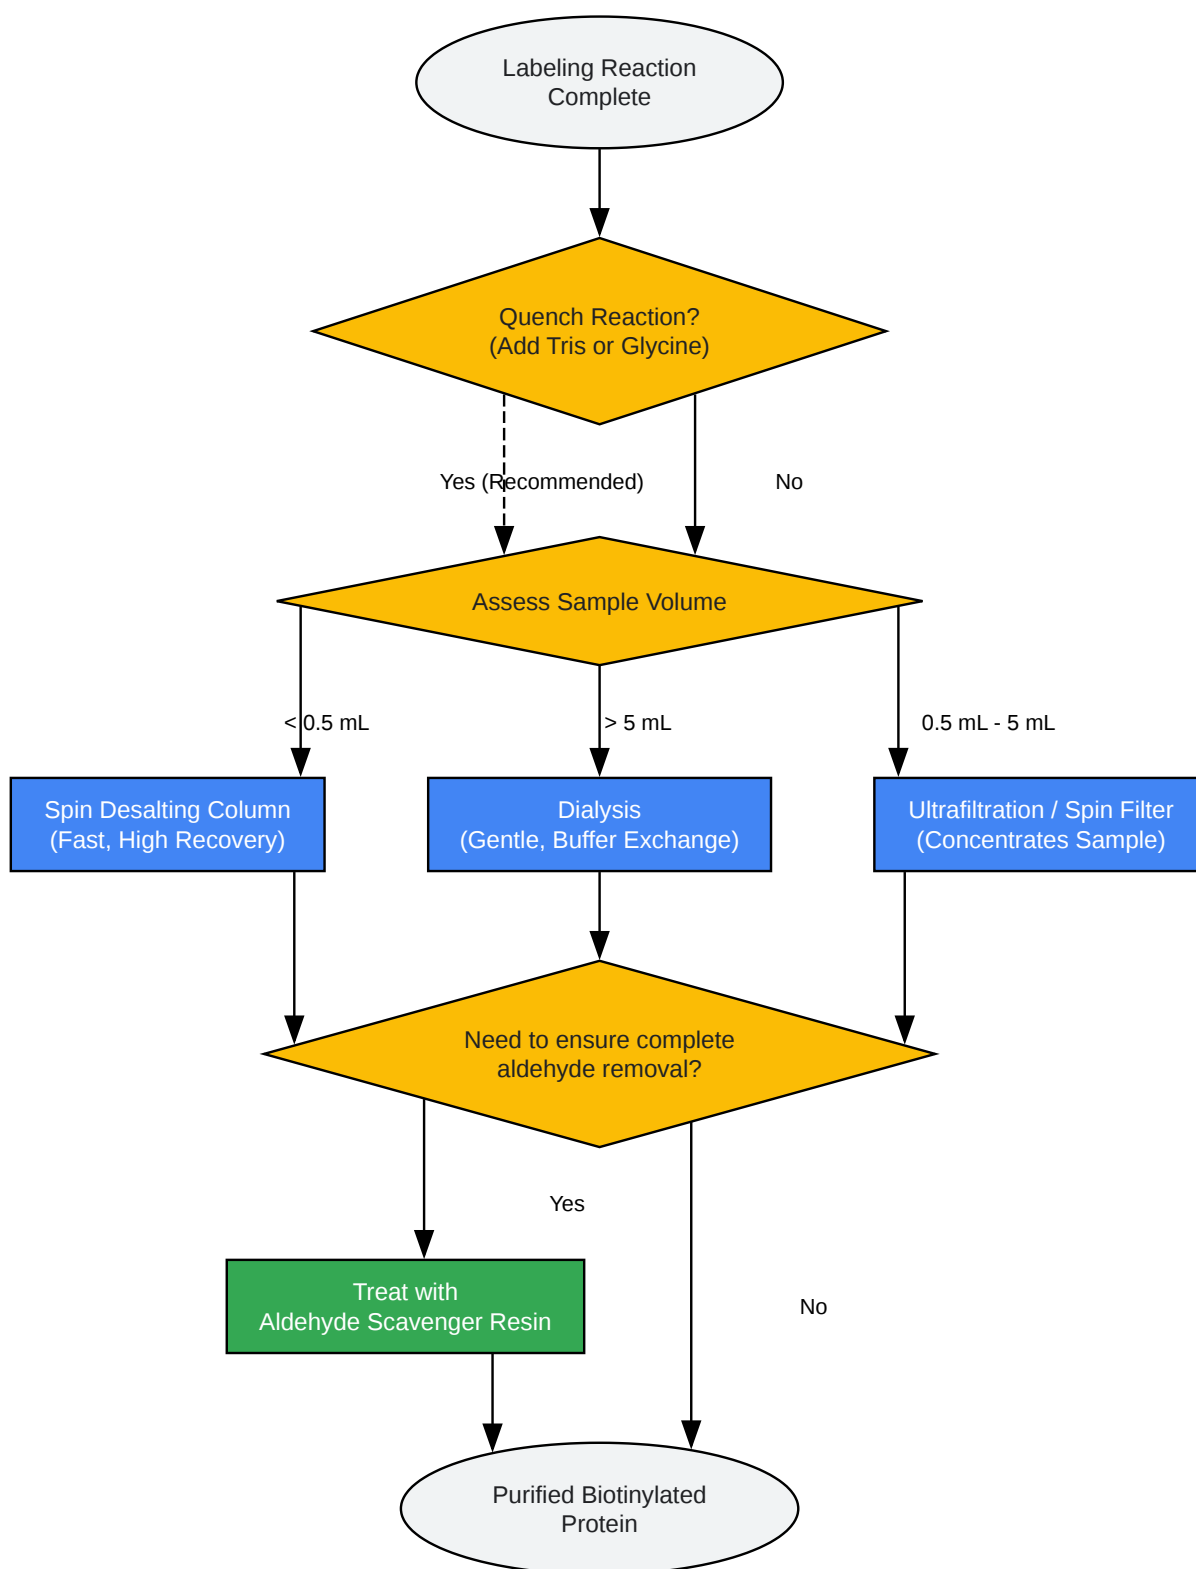 Labeling Reaction
Complete
Quench Reaction?
(Add Tris or Glycine)
Yes (Recommended)
No
Assess Sample Volume
< 0.5 mL
> 5 mL
0.5 mL - 5 mL
Spin Desalting Column
(Fast, High Recovery)
Dialysis
(Gentle, Buffer Exchange)
Ultrafiltration / Spin Filter
(Concentrates Sample)
Need to ensure complete
aldehyde removal?
Yes
Treat with
Aldehyde Scavenger Resin
No
Purified Biotinylated
Protein